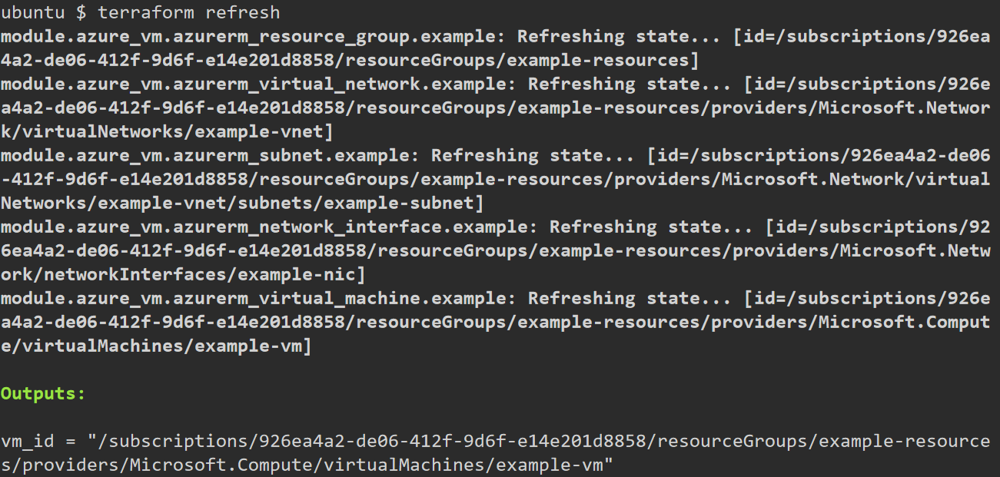 ubuntu $ terraform refresh
module.azure_vm.azurerm_resource_group.example: Refreshing state... [id=/subscriptions/926ea
4a2-de06-412f-9d6f-e14e201d8858/resourceGroups/example-resources]
module.azure_vm.azurerm_virtual_network.example: Refreshing state... [id=/subscriptions/926e
a4a2-de06-412f-9d6f-e14e201d8858/resourceGroups/example-resources/providers/Microsoft.Networ
k/virtualNetworks/example-vnet]
module.azure_vm.azurerm_subnet.example: Refreshing state... [id=/subscriptions/926ea4a2-de06
-412f-9d6f-e14e201d8858/resourceGroups/example-resources/providers/Microsoft.Network/virtual
Networks/example-vnet/subnets/example-subnet]
module.azure_vm.azurerm_network_interface.example: Refreshing state... [id=/subscriptions/92
6ea4a2-de06-412f-9d6f-e14e201d8858/resourceGroups/example-resources/providers/Microsoft.Netw
ork/networkInterfaces/example-nic]
module.azure_vm.azurerm_virtual_machine.example: Refreshing state... [id=/subscriptions/926e
a4a2-de06-412f-9d6f-e14e201d8858/resourceGroups/example-resources/providers/Microsoft.Comput
e/virtualMachines/example-vm]
Outputs:
vm_id = "/subscriptions/926ea4a2-de06-412f-9d6f-e14e201d8858/resourceGroups/example-resource
s/providers/Microsoft.Compute/virtualMachines/example-vm"